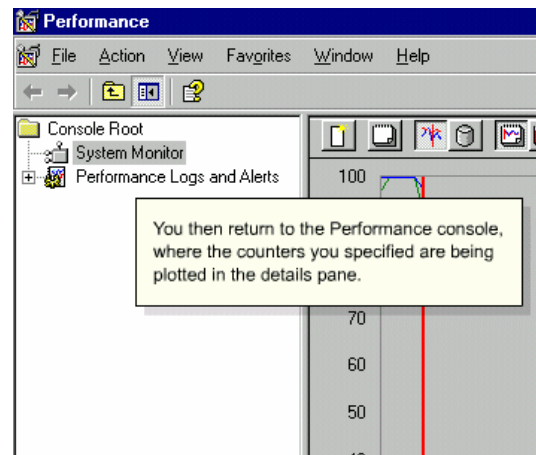 Performance
File Action View Favorites Window Help
Console Root
System Monitor
Performance Logs and Alerts
100
You then return to the Performance console,
where the counters you specified are being
plotted in the details pane.
70
60
50